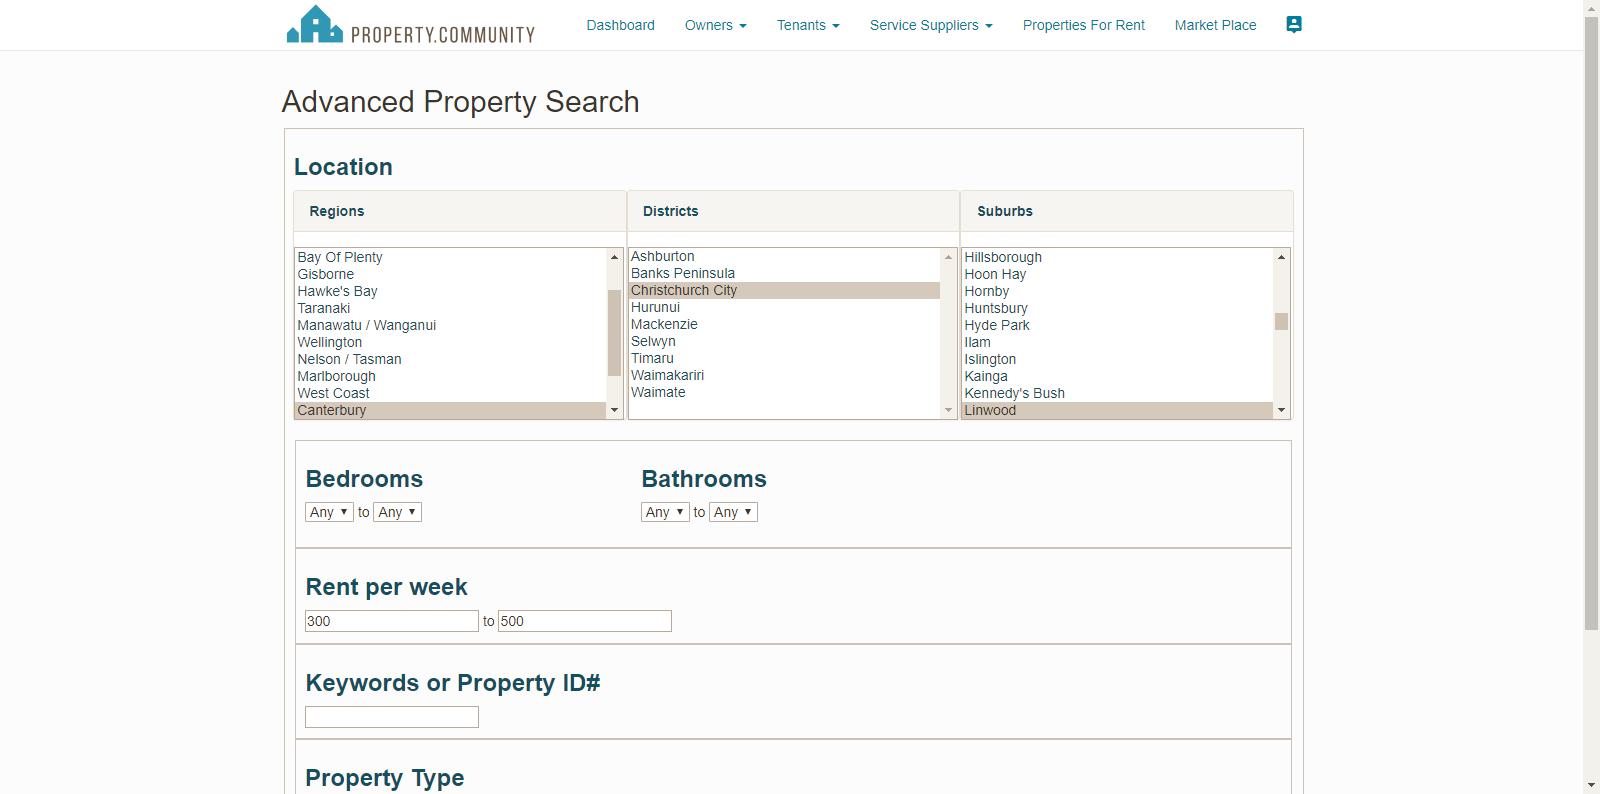 PROPERTY.COMMUNITY
Dashboard
Owners
Tenants
Service Suppliers
Properties For Rent
Market Place
Advanced Property Search
Location
Regions
Districts
Suburbs
Bay Of Plenty
Gisborne
Hawke's Bay
Taranaki
Manawatu / Wanganui
Wellington
Nelson / Tasman
Marlborough
West Coast
Canterbury
Ashburton
Banks Peninsula
Christchurch City
Hurunui
Mackenzie
Selwyn
Timaru
Waimakariri
Waimate
Hillsborough
Hoon Hay
Hornby
Huntsbury
Hyde Park
Ilam
Islington
Kainga
Kennedy's Bush
Linwood
Bedrooms
Any to Any
Bathrooms
Any to Any
Rent per week
300 to 500
Keywords or Property ID#
Property Type